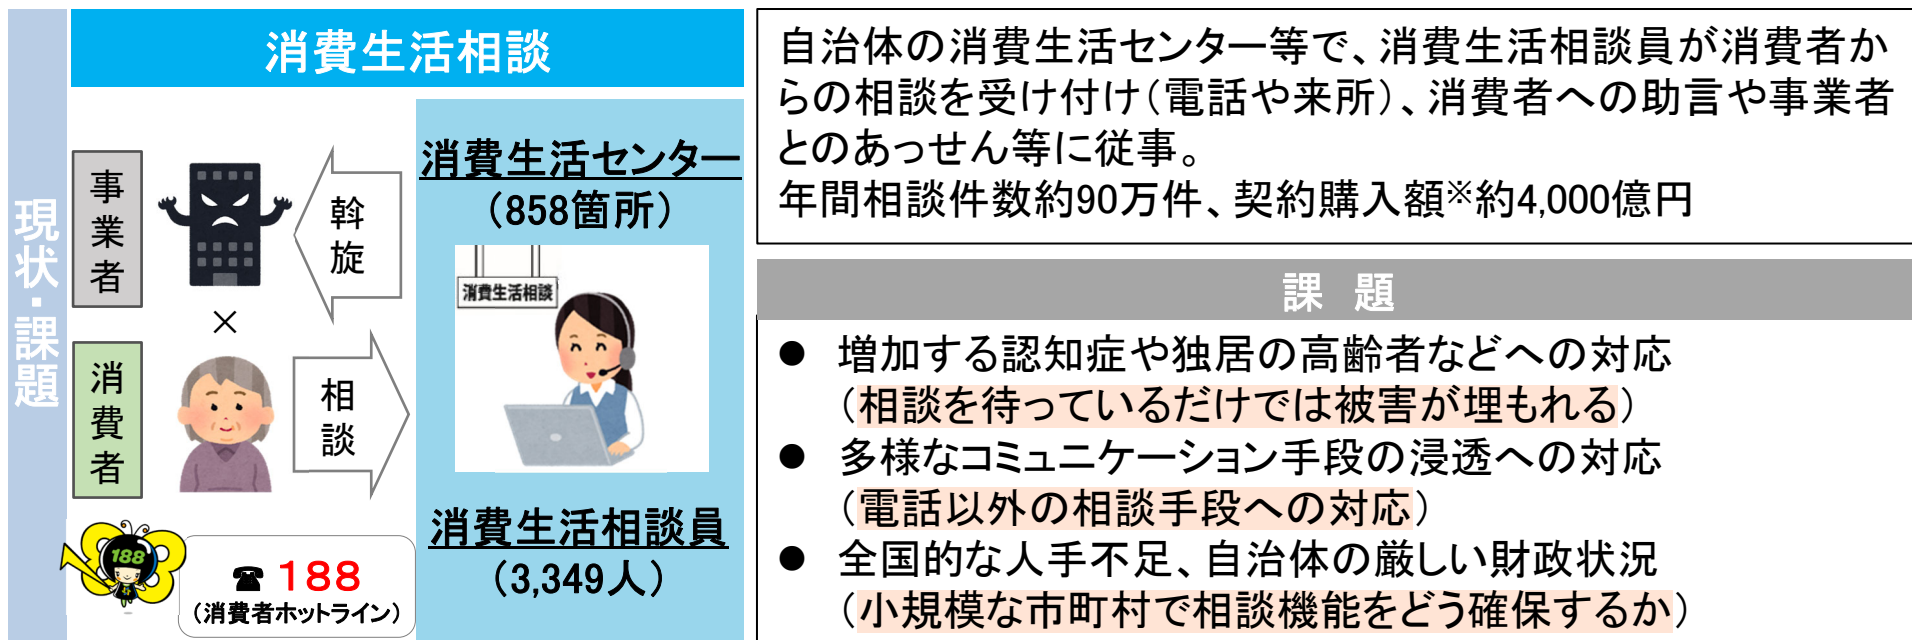 現状・課題
消費生活相談
事業者
斡旋
×
消費者
相談
188
☎188
(消費者ホットライン)
消費生活センター
(858箇所)
消費生活相談
消費生活相談員
(3,349人)
自治体の消費生活センター等で、消費生活相談員が消費者か
らの相談を受け付け(電話や来所)、消費者への助言や事業者
とのあっせん等に従事。
年間相談件数約90万件、契約購入額※約4,000億円
課 題
● 増加する認知症や独居の高齢者などへの対応
(相談を待っているだけでは被害が埋もれる)
● 多様なコミュニケーション手段の浸透への対応
(電話以外の相談手段への対応)
● 全国的な人手不足、自治体の厳しい財政状況
(小規模な市町村で相談機能をどう確保するか)